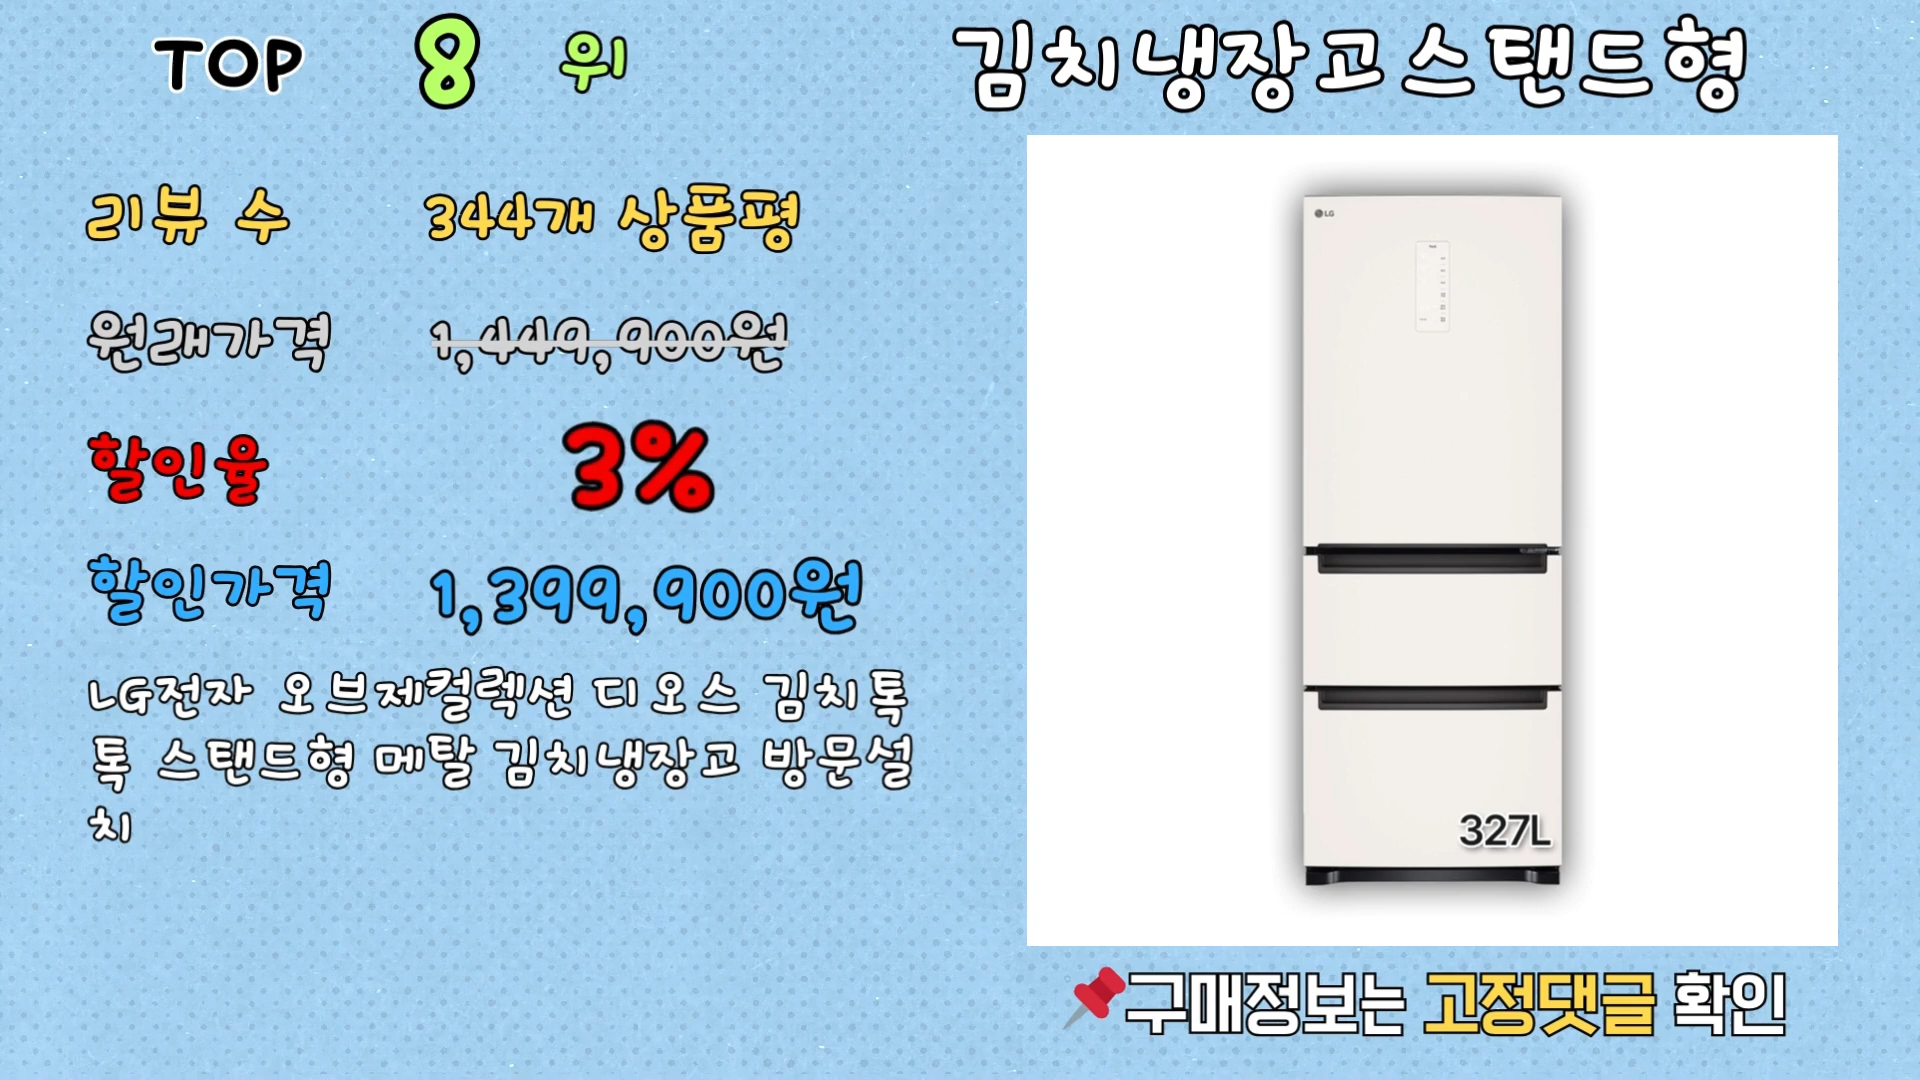 TOP 8 위
김치냉장고스탠드형
리뷰 수 344개 상품평
원래가격 1,449,900원
할인율 3%
할인가격 1,399,900원
LG전자 오브제컬렉션 디오스 김치톡
톡 스탠드형 메탈 김치냉장고 방문설
치
LG
327L
구매정보는 고정댓글 확인